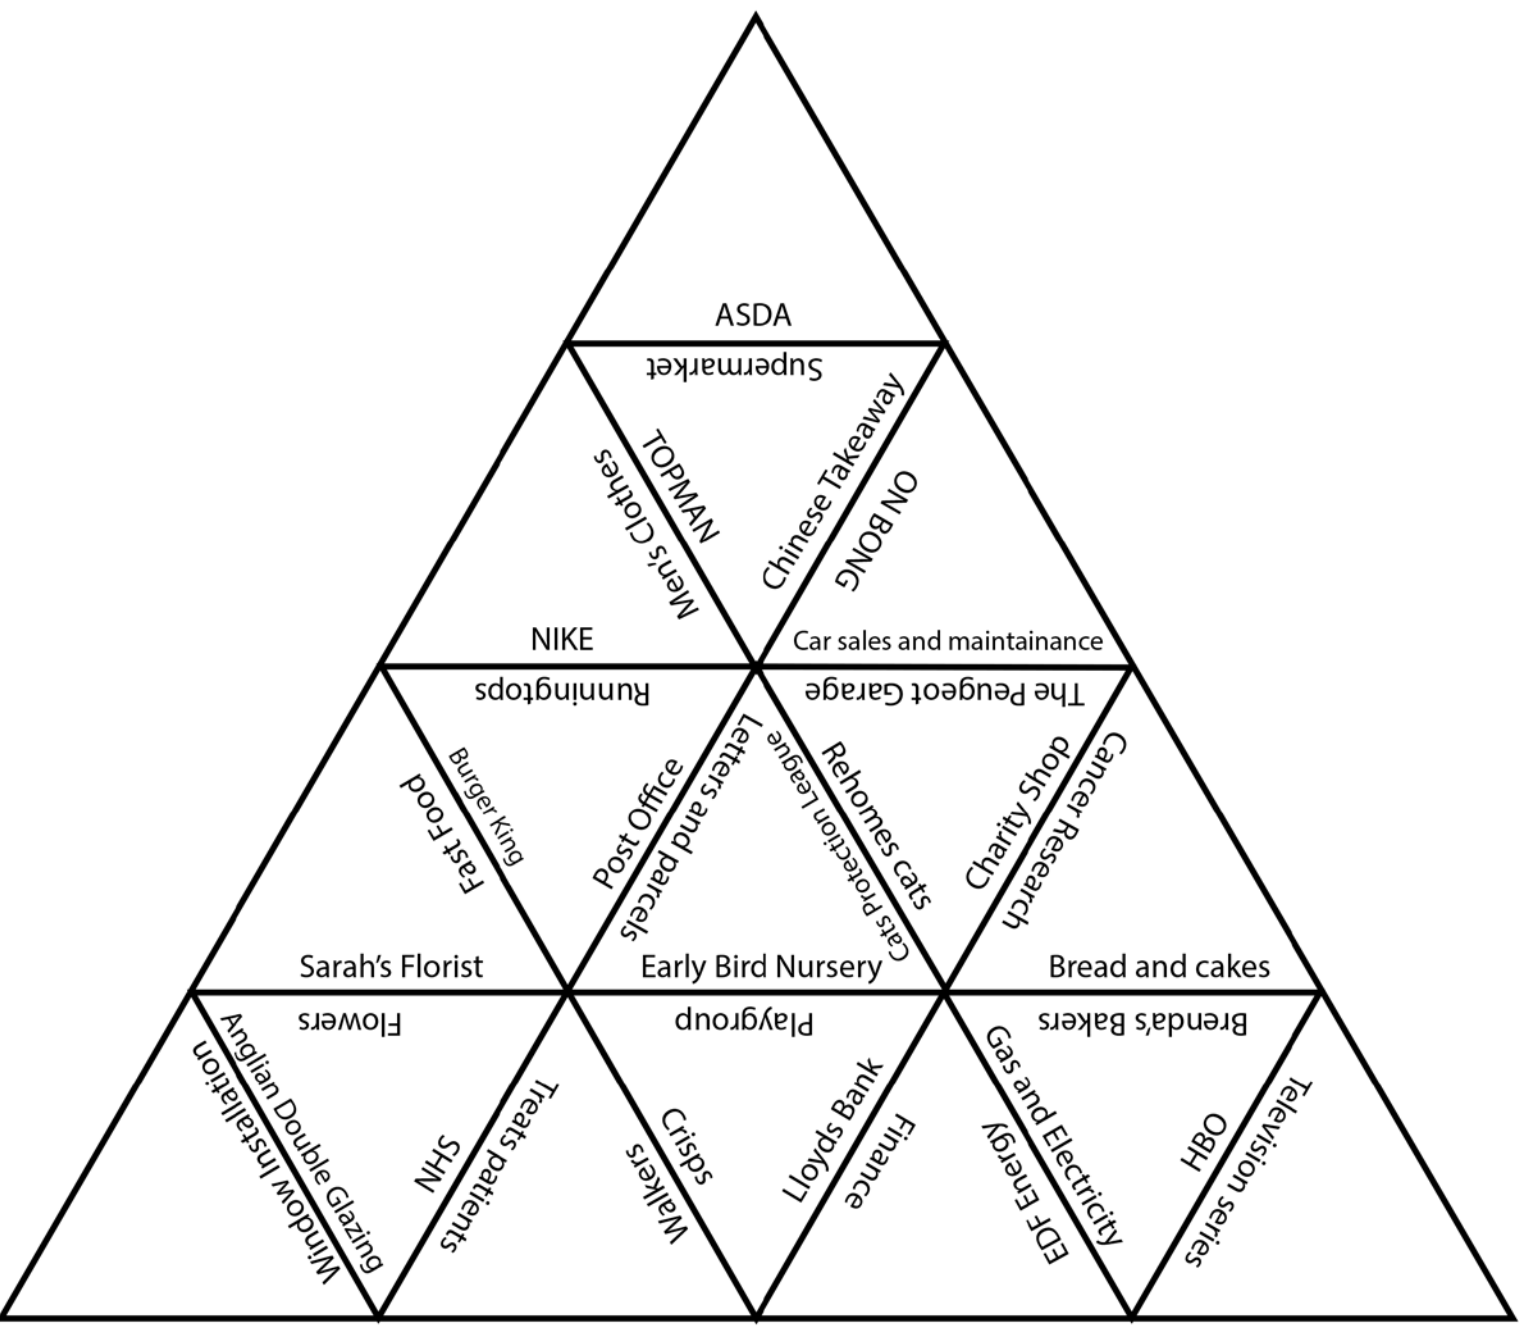 ASDA
Supermarket
TOPMAN
Men's Clothes
Chinese Takeaway
ON BONG
NIKE
Car sales and maintainance
Runningtops
The Peugeot Garage
Burger King
Fast Food
Post Office
Letters and parcels
Rehomes cats
Cats Protection League
Charity Shop
Cancer Research
Sarah’s Florist
Early Bird Nursery
Bread and cakes
Flowers
Playgroup
Brenda’s Bakers
Anglian Double Glazing
Window Installation
NHS
Treats patients
Crisps
Walkers
Lloyds Bank
Finance
Gas and Electricity
EDF Energy
HBO
Television series